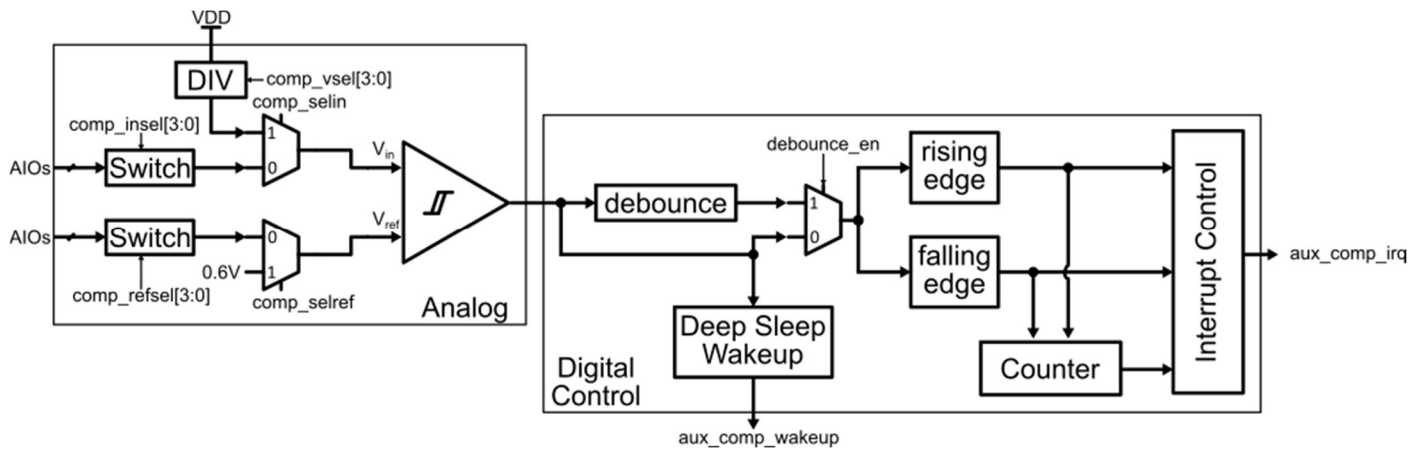 VDD
DIV
comp_vsel[3:0]
comp_selin
comp_insel[3:0]
1
AIOs
Switch
0
V_in
AIOs
Switch
0
V_ref
0.6V
1
comp_refsel[3:0]
comp_selref
Analog
debounce_en
debounce
1
0
rising
edge
falling
edge
Deep Sleep
Wakeup
Counter
Interrupt Control
aux_comp_irq
Digital
Control
aux_comp_wakeup